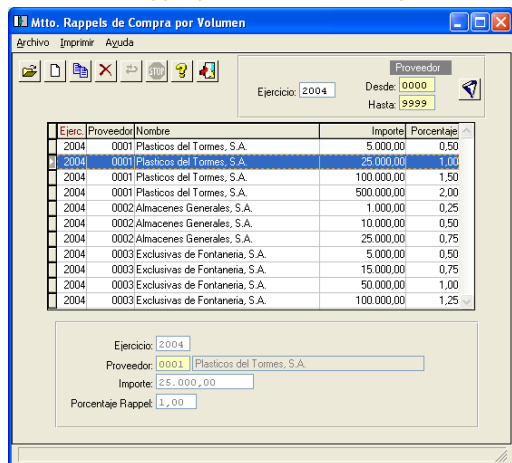 Mtto. Rappels de Compra por Volumen
Archivo Imprimir Ayuda
Proveedor
Ejercicio: 2004 Desde: 0000
Hasta: 9999
Ejerc. Proveedor Nombre Importe Porcentaje
2004 0001 Plasticos del Tormes, S.A. 5.000,00 0,50
2004 0001 Plasticos del Tormes, S.A. 25.000,00 1,00
2004 0001 Plasticos del Tormes, S.A. 100.000,00 1,50
2004 0001 Plasticos del Tormes, S.A. 500.000,00 2,00
2004 0002 Almacenes Generales, S.A. 1.000,00 0,25
2004 0002 Almacenes Generales, S.A. 10.000,00 0,50
2004 0002 Almacenes Generales, S.A. 25.000,00 0,75
2004 0003 Exclusivas de Fontaneria, S.A. 5.000,00 0,50
2004 0003 Exclusivas de Fontaneria, S.A. 15.000,00 0,75
2004 0003 Exclusivas de Fontaneria, S.A. 50.000,00 1,00
2004 0003 Exclusivas de Fontaneria, S.A. 100.000,00 1,25
Ejercicio: 2004
Proveedor: 0001 Plasticos del Tormes, S.A.
Importe: 25.000,00
Porcentaje Rappel: 1,00